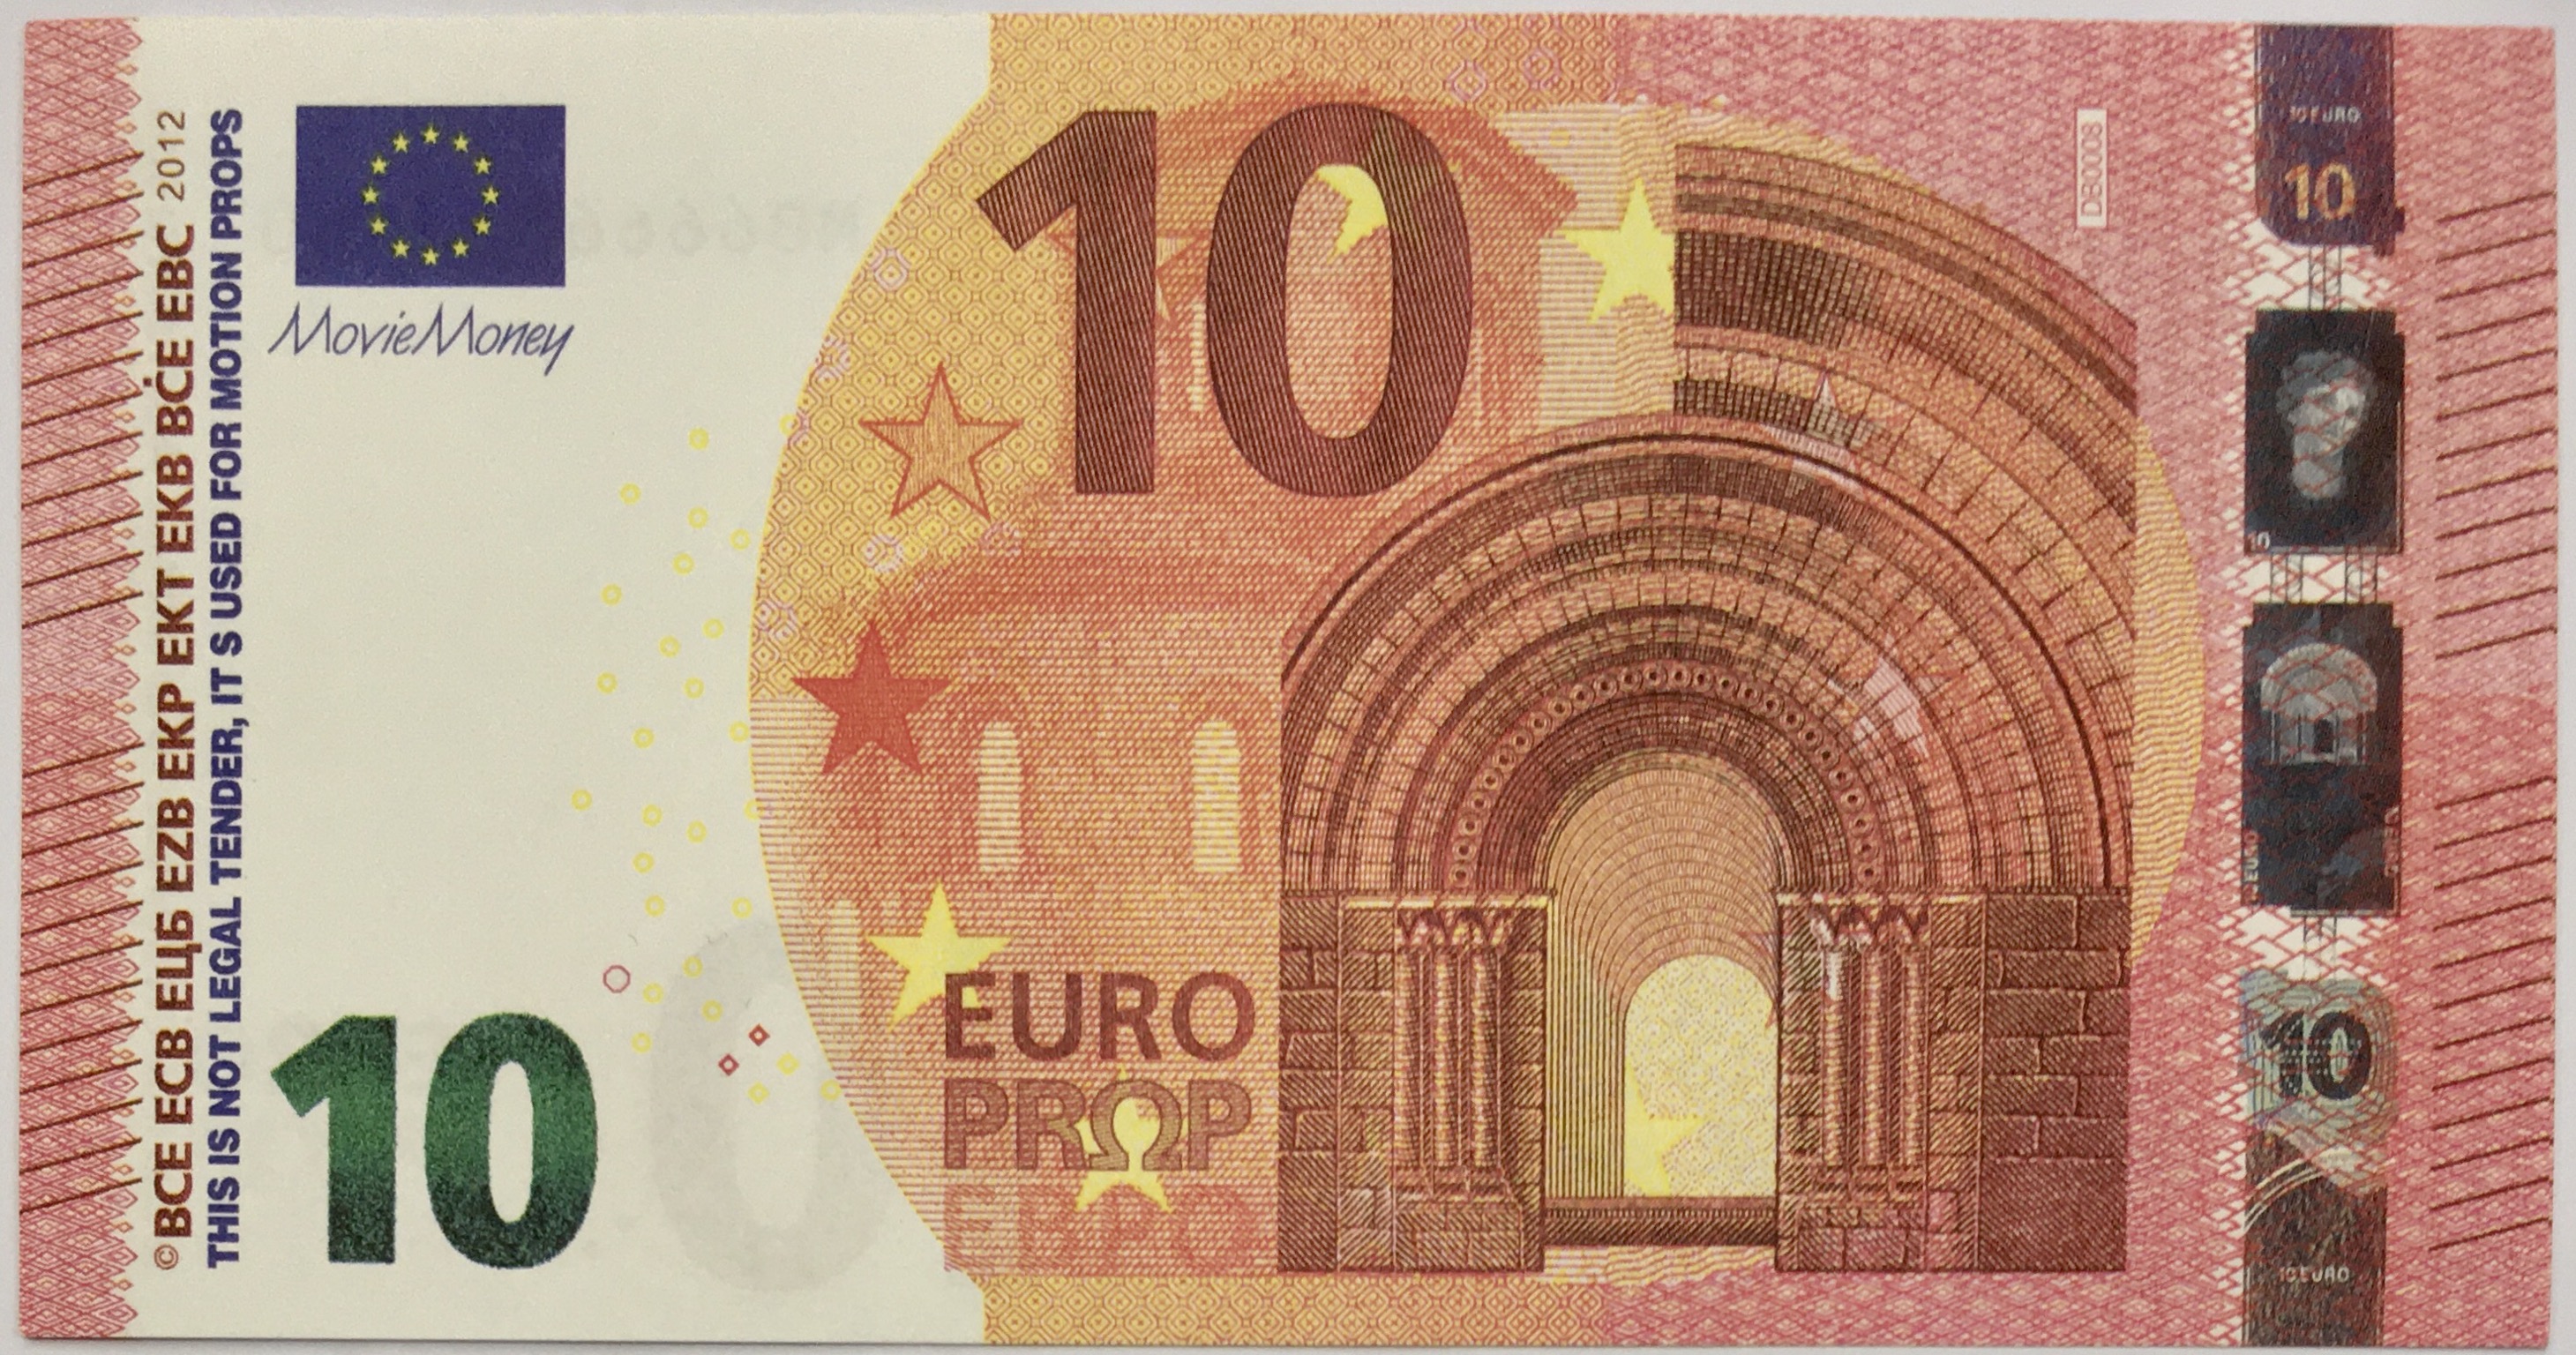 ©BCE ECB ЕЦБ EZB EKP EKT EKB BĊE EBC 2012
THIS IS NOT LEGAL TENDER, IT S USED FOR MOTION PROPS
MovieMoney
10
10
EURO
PRΩP
DB0008
10 EURO
10
10
10 EURO